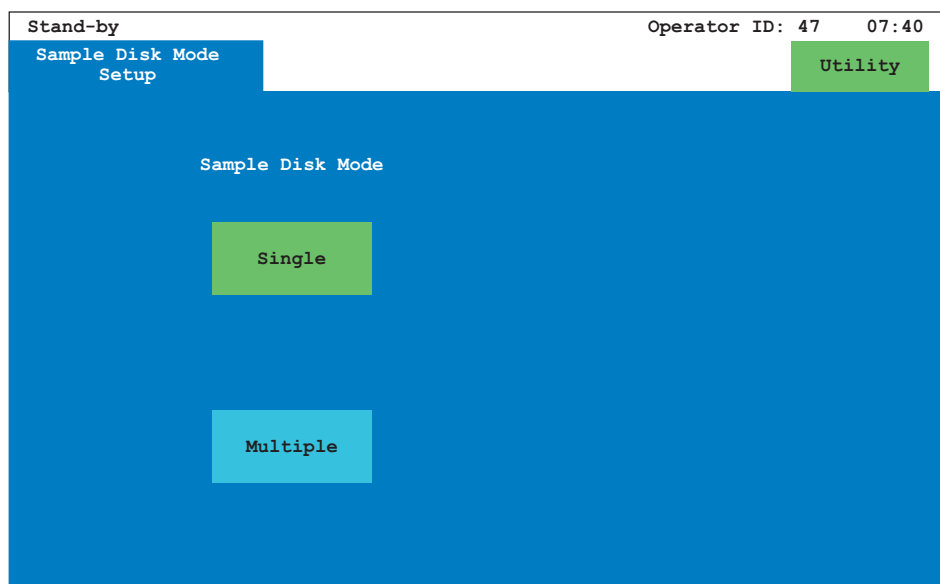 Stand-by
Operator ID: 47 07:40
Sample Disk Mode
Setup
Utility
Sample Disk Mode
Single
Multiple